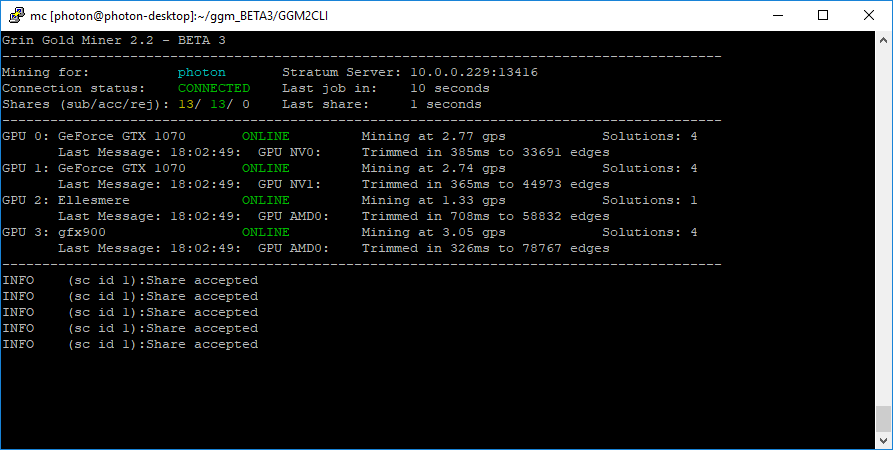 mc [photon@photon-desktop]:~/ggm_BETA3/GGM2CLI
Grin Gold Miner 2.2 - BETA 3
------------------------------------------------------------------------------------------
Mining for: photon Stratum Server: 10.0.0.229:13416
Connection status: CONNECTED Last job in: 10 seconds
Shares (sub/acc/rej): 13/ 13/ 0 Last share: 1 seconds
------------------------------------------------------------------------------------------
GPU 0: GeForce GTX 1070 ONLINE Mining at 2.77 gps Solutions: 4
Last Message: 18:02:49: GPU NV0: Trimmed in 385ms to 33691 edges
GPU 1: GeForce GTX 1070 ONLINE Mining at 2.74 gps Solutions: 4
Last Message: 18:02:49: GPU NV1: Trimmed in 365ms to 44973 edges
GPU 2: Ellesmere ONLINE Mining at 1.33 gps Solutions: 1
Last Message: 18:02:49: GPU AMD0: Trimmed in 708ms to 58832 edges
GPU 3: gfx900 ONLINE Mining at 3.05 gps Solutions: 4
Last Message: 18:02:49: GPU AMD0: Trimmed in 326ms to 78767 edges
------------------------------------------------------------------------------------------
INFO (sc id 1):Share accepted
INFO (sc id 1):Share accepted
INFO (sc id 1):Share accepted
INFO (sc id 1):Share accepted
INFO (sc id 1):Share accepted